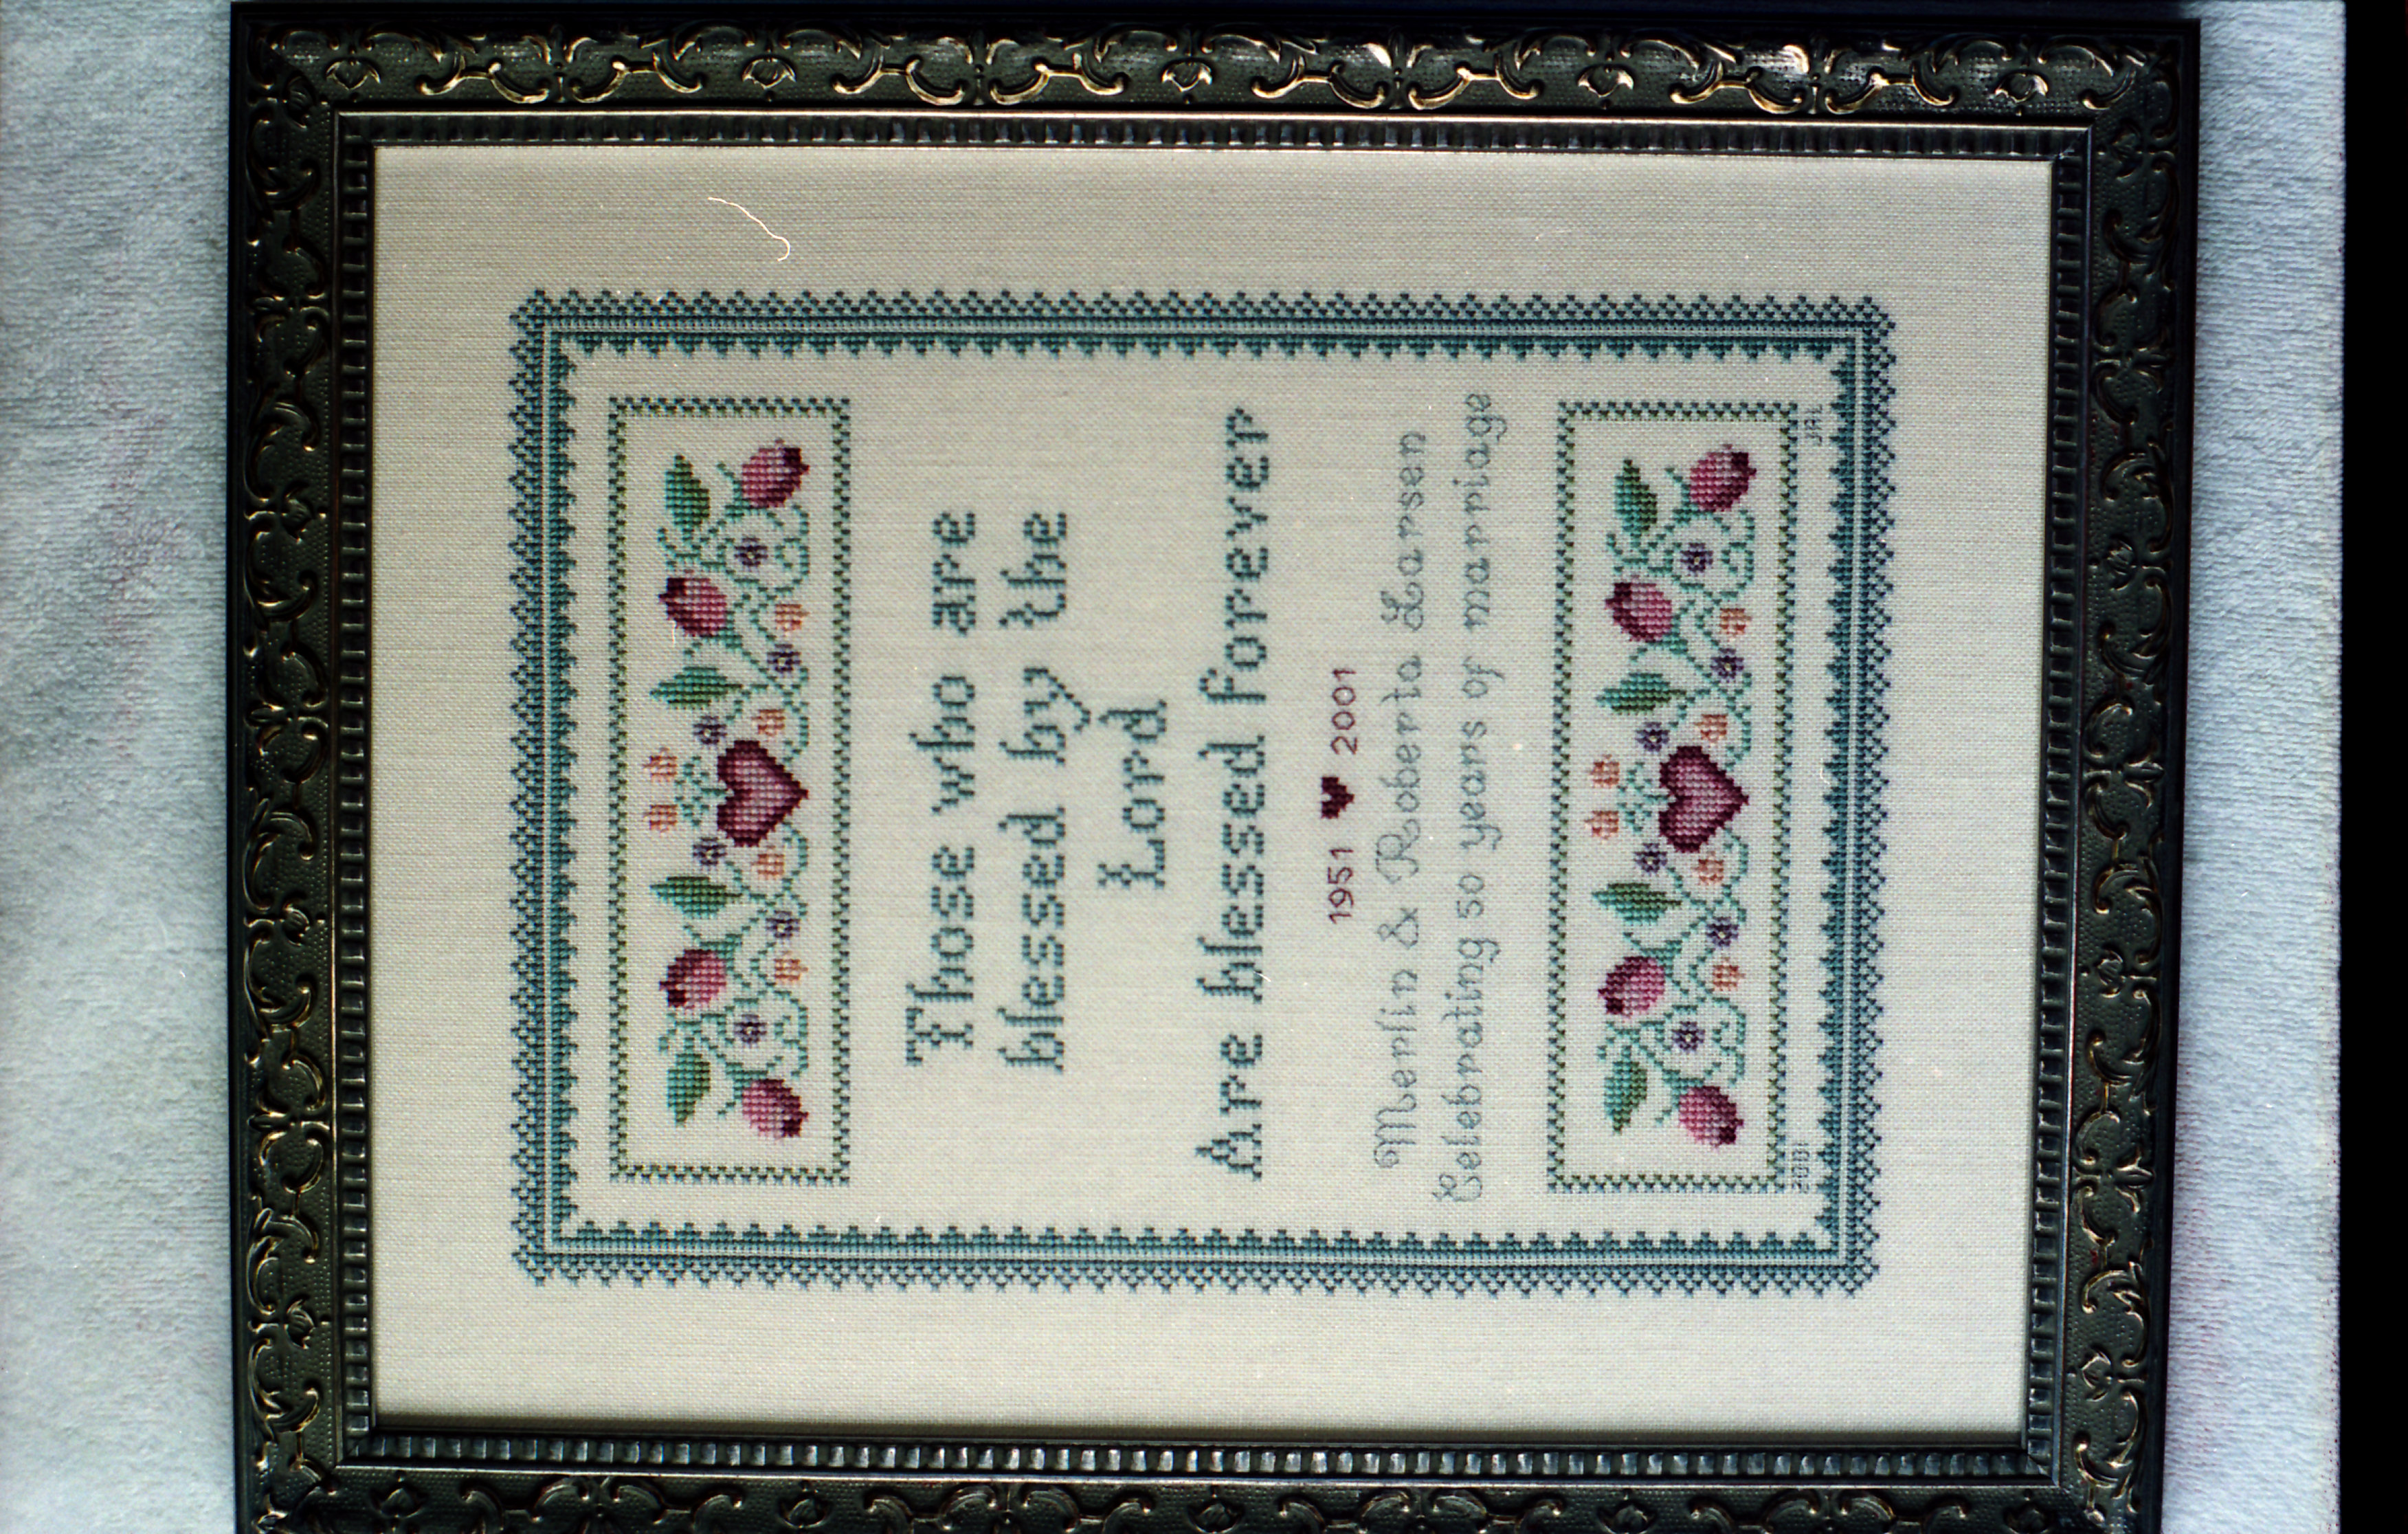 Those who are
blessed by the
Lord
Are blessed forever
1951 ♥ 2001
Merlin & Roberta Larsen
Celebrating 50 years of marriage
2001 JAL